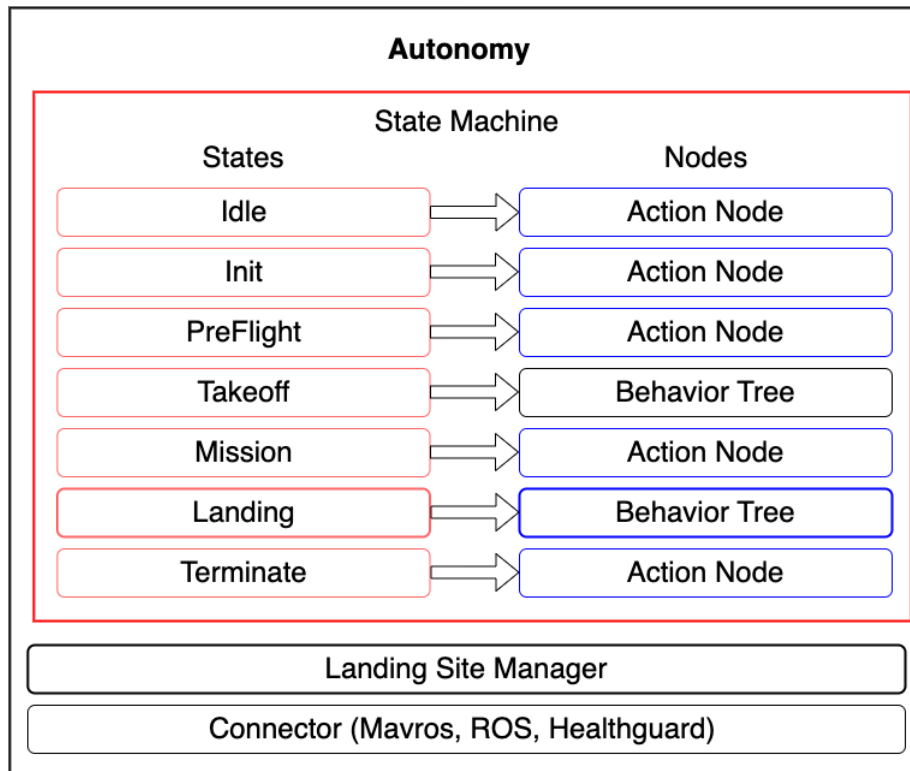 Autonomy
State Machine
States Nodes
Idle Action Node
Init Action Node
PreFlight Action Node
Takeoff Behavior Tree
Mission Action Node
Landing Behavior Tree
Terminate Action Node
Landing Site Manager
Connector (Mavros, ROS, Healthguard)